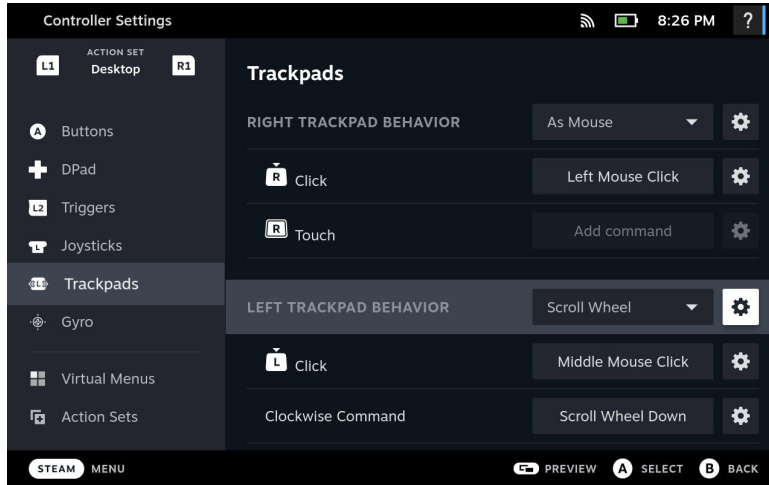 Controller Settings
8:26 PM
?
ACTION SET
L1
Desktop
R1
A Buttons
DPad
L2 Triggers
L Joysticks
L Trackpads
Gyro
Virtual Menus
Action Sets
Trackpads
RIGHT TRACKPAD BEHAVIOR
As Mouse
R Click
Left Mouse Click
R Touch
Add command
LEFT TRACKPAD BEHAVIOR
Scroll Wheel
L Click
Middle Mouse Click
Clockwise Command
Scroll Wheel Down
STEAM MENU
PREVIEW
A SELECT
B BACK